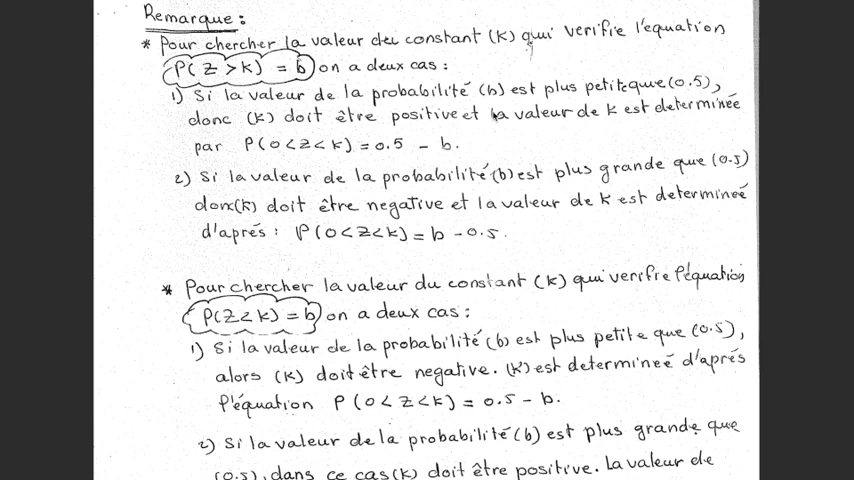 Remarque :
* Pour chercher la valeur du constant (k) qui verifie l'equation
P(Z > k) = b on a deux cas :
1) Si la valeur de la probabilité (b) est plus petite que (0.5),
donc (k) doit être positive et la valeur de k est determinée
par P(0 < Z < k) = 0.5 - b.
2) Si la valeur de la probabilité (b) est plus grande que (0.5)
donc (k) doit être negative et la valeur de k est determineé
d'aprés : P(0 < Z < k) = b - 0.5.
* Pour chercher la valeur du constant (k) qui verifie l'équation
P(Z < k) = b on a deux cas :
1) Si la valeur de la probabilité (b) est plus petite que (0.5),
alors (k) doit être negative. (k) est determineé d'aprés
l'équation P(0 < Z < k) = 0.5 - b.
2) Si la valeur de la probabilité (b) est plus grande que
(0.5), dans ce cas (k) doit être positive. La valeur de